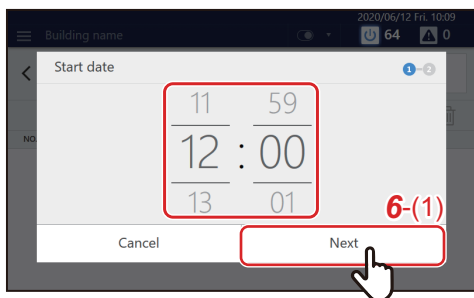 2020/06/12 Fri. 10:09
Building name
64
0
Start date
1-2
NO.
11 59
12 : 00
13 01
6-(1)
Cancel
Next